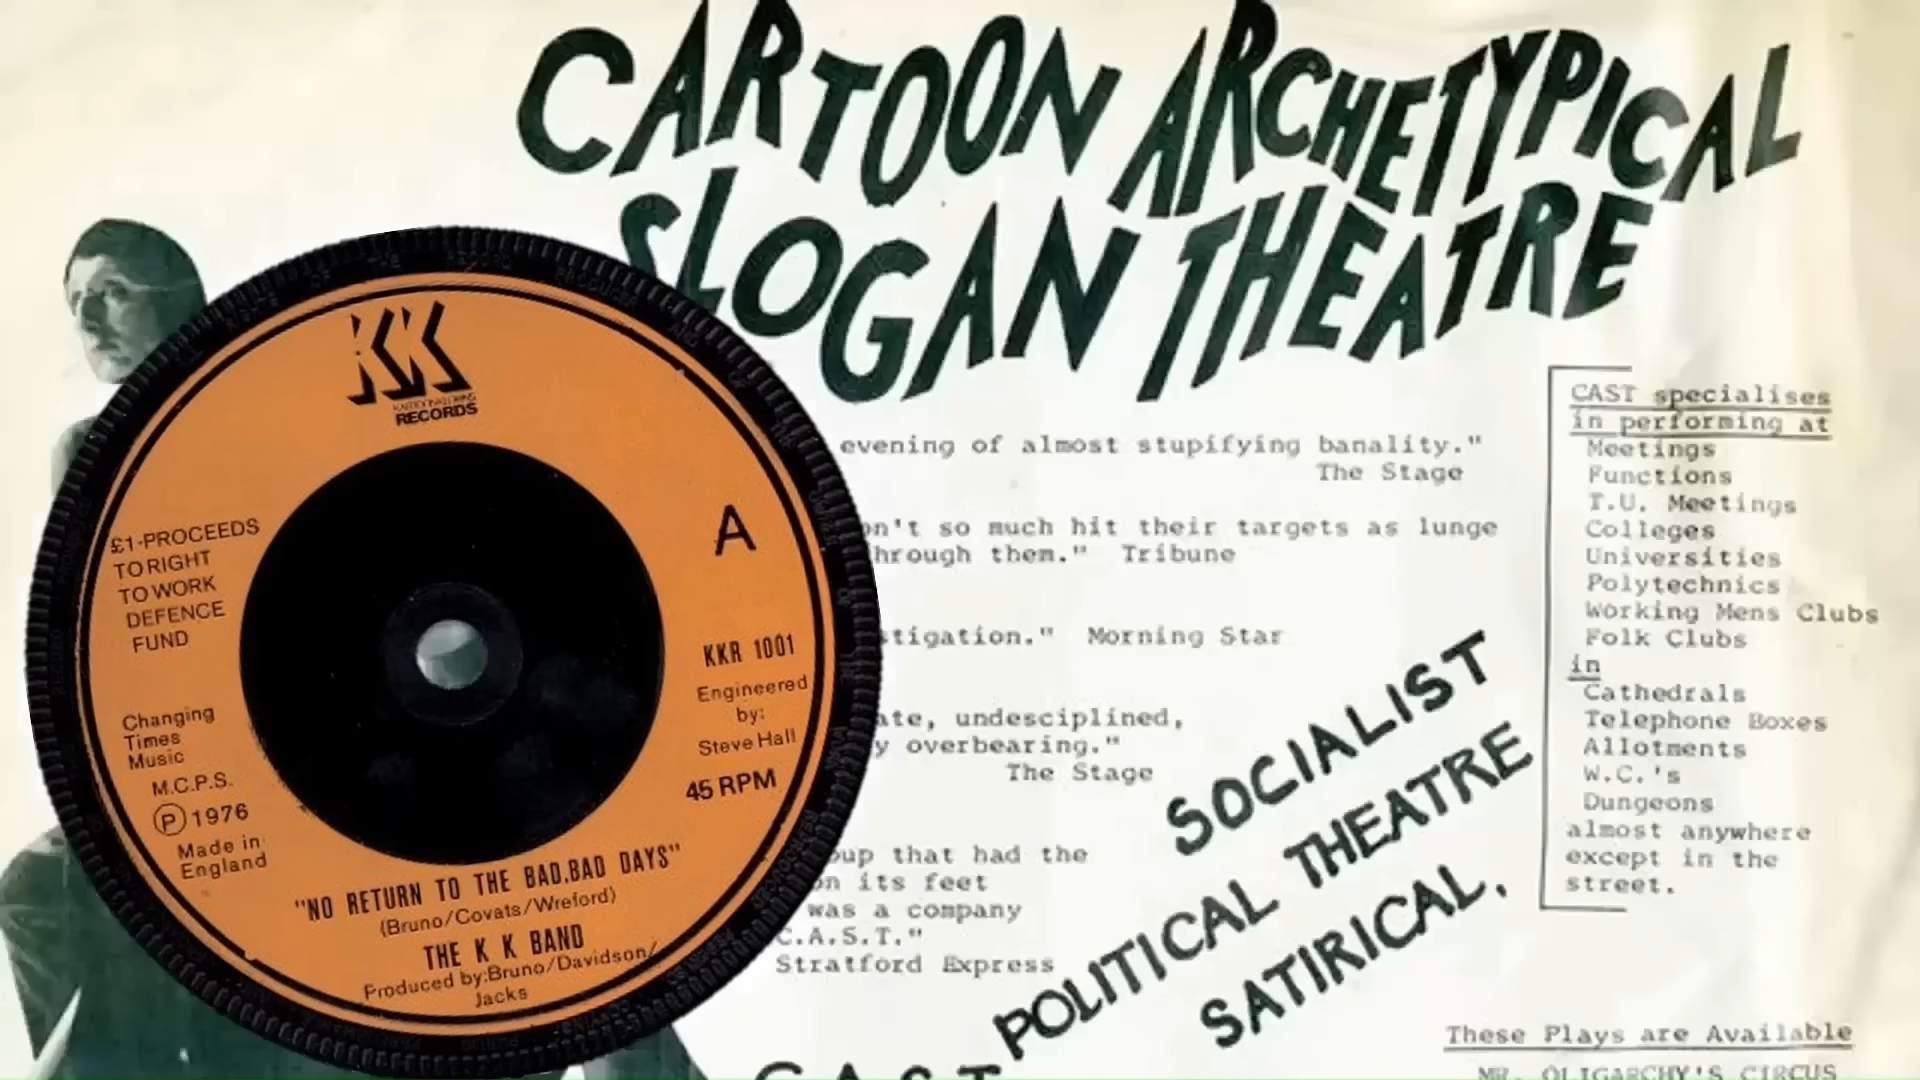 CARTOON ARCHETYPICAL
SLOGAN THEATRE
KK
RECORDS
A
£1-PROCEEDS
TO RIGHT
TO WORK
DEFENCE
FUND
Changing
Times
Music
M.C.P.S.
Ⓟ 1976
Made in
England
KKR 1001
Engineered
by:
Steve Hall
45 RPM
"NO RETURN TO THE BAD.BAD DAYS"
(Bruno/Covats/Wreford)
THE K K BAND
Produced by:Bruno/Davidson/
Jacks
evening of almost stupifying banality."
The Stage
on't so much hit their targets as lunge
hrough them." Tribune
stigation." Morning Star
ate, undesciplined,
y overbearing."
The Stage
oup that had the
on its feet
was a company
C.A.S.T."
Stratford Express
SOCIALIST
POLITICAL THEATRE
SATIRICAL,
CAST specialises
in performing at
Meetings
Functions
T.U. Meetings
Colleges
Universities
Polytechnics
Working Mens Clubs
Folk Clubs
in
Cathedrals
Telephone Boxes
Allotments
W.C.'s
Dungeons
almost anywhere
except in the
street.
These Plays are Available
MR. OLIGARCHY'S CIRCUS
CAST